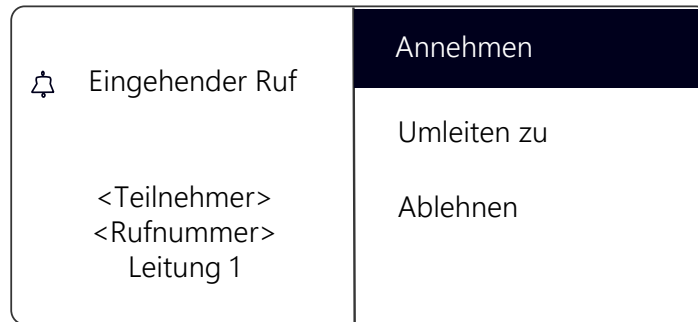 Eingehender Ruf
<Teilnehmer>
<Rufnummer>
Leitung 1
Annehmen
Umleiten zu
Ablehnen